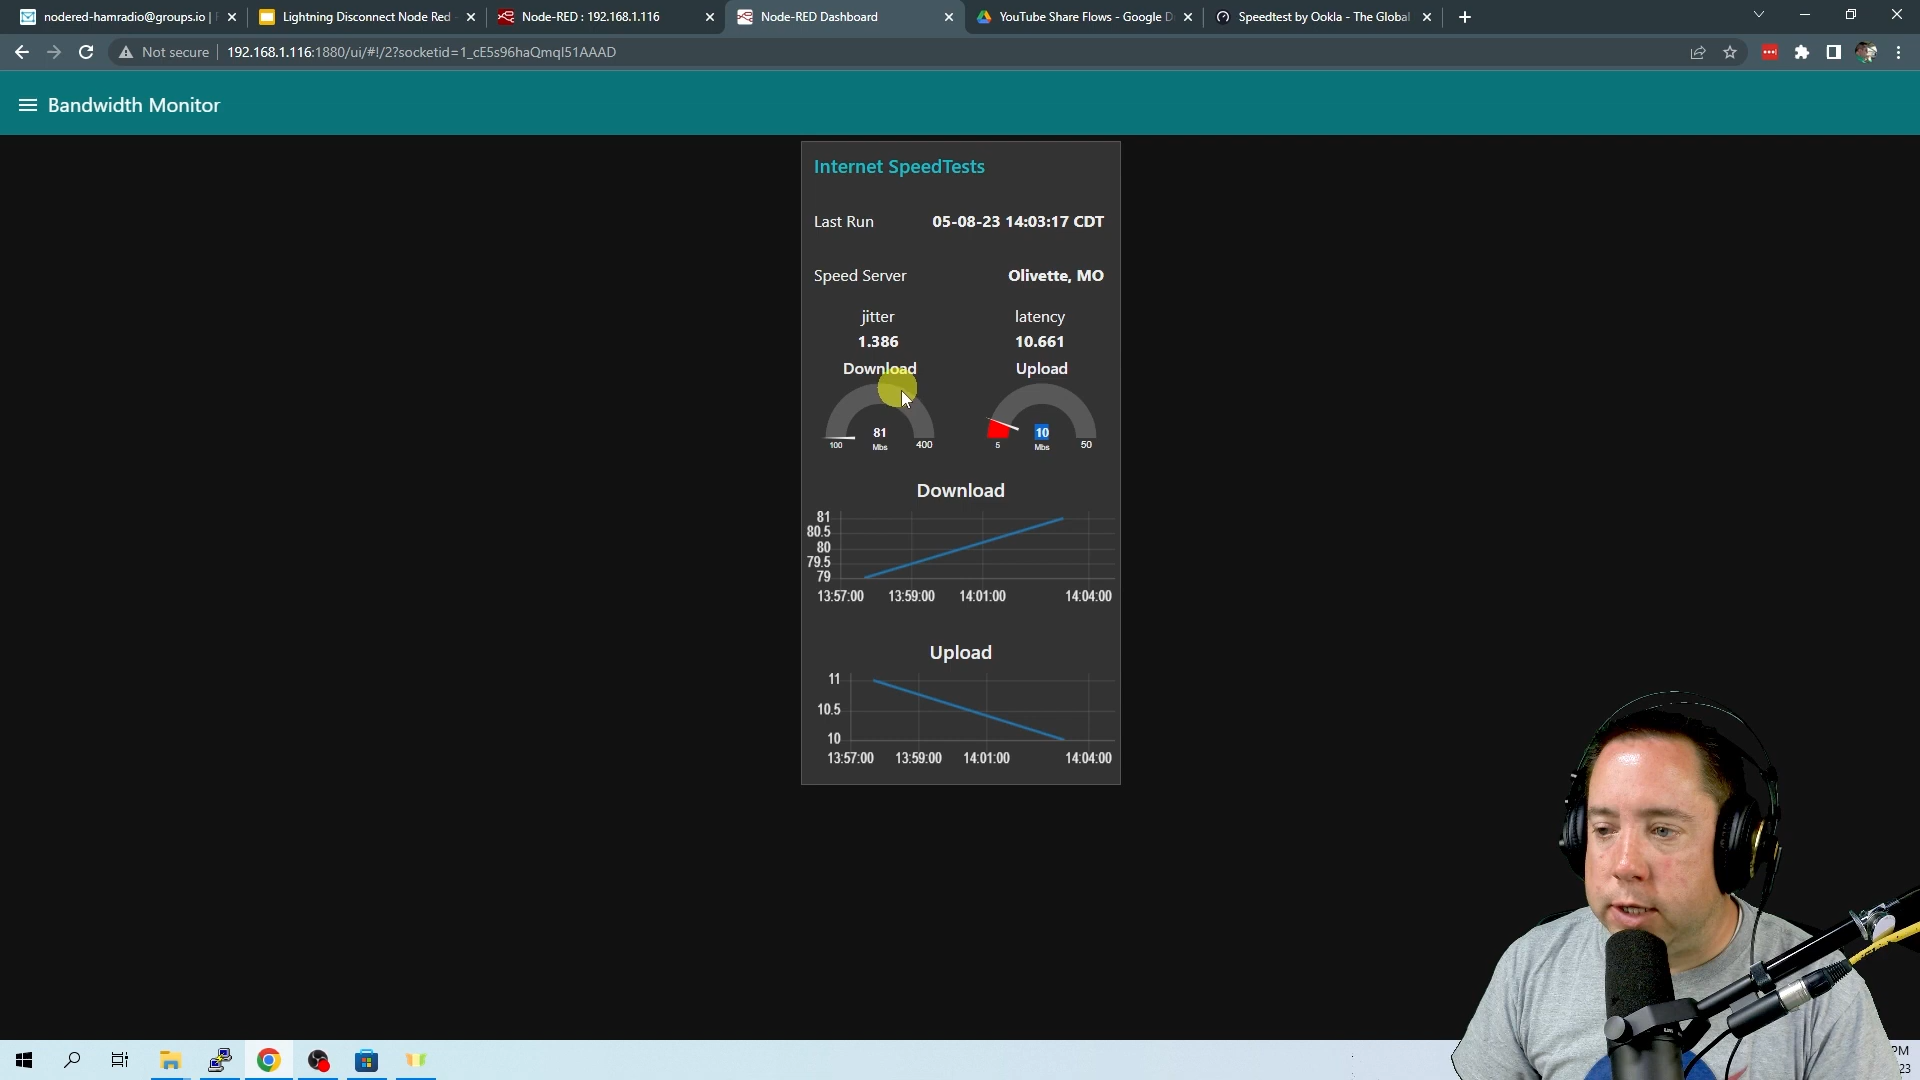 nodered-hamradio@groups.io |
Lightning Disconnect Node Red
Node-RED : 192.168.1.116
Node-RED Dashboard
YouTube Share Flows - Google D
Speedtest by Ookla - The Global
Not secure
192.168.1.116:1880/ui/#!/2?socketid=1_cE5s96haQmqI51AAAD
Bandwidth Monitor
Internet SpeedTests
Last Run 05-08-23 14:03:17 CDT
Speed Server Olivette, MO
jitter latency
1.386 10.661
Download Upload
81 10
100 Mbs 400 5 Mbs 50
Download
81
80.5
80
79.5
79
13:57:00 13:59:00 14:01:00 14:04:00
Upload
11
10.5
10
13:57:00 13:59:00 14:01:00 14:04:00
PM
23